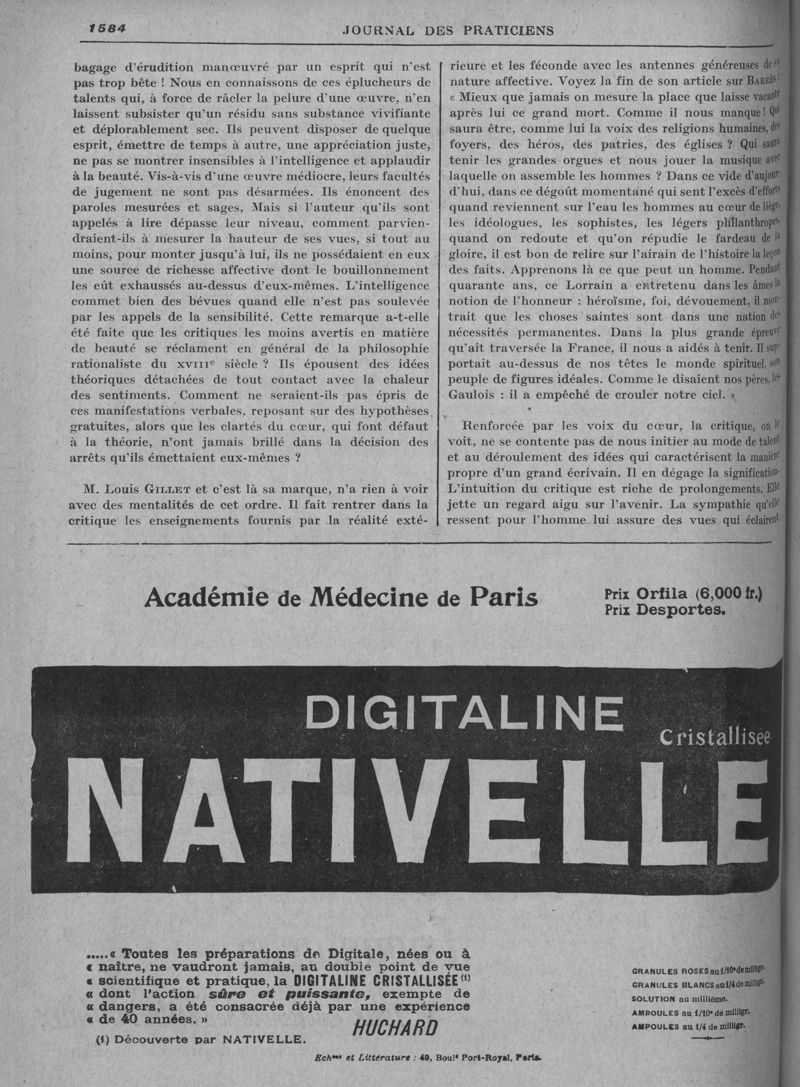 1584
JOURNAL DES PRATICIENS
bagage d'érudition manœuvré par un esprit qui n'est
pas trop bête ! Nous en connaissons de ces éplucheurs de
talents qui, à force de râcler la pelure d'une œuvre, n'en
laissent subsister qu'un résidu sans substance vivifiante
et déplorablement sec. Ils peuvent disposer de quelque
esprit, émettre de temps à autre, une appréciation juste,
ne pas se montrer insensibles à l'intelligence et applaudir
à la beauté. Vis-à-vis d'une œuvre médiocre, leurs facultés
de jugement ne sont pas désarmées. Ils énoncent des
paroles mesurées et sages, Mais si l'auteur qu'ils sont
appelés à lire dépasse leur niveau, comment parvien-
draient-ils à mesurer la hauteur de ses vues, si tout au
moins, pour monter jusqu'à lui, ils ne possédaient en eux
une source de richesse affective dont le bouillonnement
les eût exhaussés au-dessus d'eux-mêmes. L'intelligence
commet bien des bévues quand elle n'est pas soulevée
par les appels de la sensibilité. Cette remarque a-t-elle
été faite que les critiques les moins avertis en matière
de beauté se réclament en général de la philosophie
rationaliste du XVIIIe siècle ? Ils épousent des idées
théoriques détachées de tout contact avec la chaleur
des sentiments. Comment ne seraient-ils pas épris de
ces manifestations verbales, reposant sur des hypothèses
gratuites, alors que les clartés du cœur, qui font défaut
à la théorie, n'ont jamais brillé dans la décision des
arrêts qu'ils émettaient eux-mêmes ?
M. Louis GILLET et c'est là sa marque, n'a rien à voir
avec des mentalités de cet ordre. Il fait rentrer dans la
critique les enseignements fournis par la réalité exté-
rieure et les féconde avec les antennes généreuses de sa
nature affective. Voyez la fin de son article sur BARRÈS :
« Mieux que jamais on mesure la place que laisse vacante
après lui ce grand mort. Comme il nous manque ! Qui
saura être, comme lui la voix des religions humaines, des
foyers, des héros, des patries, des églises ? Qui saura
tenir les grandes orgues et nous jouer la musique avec
laquelle on assemble les hommes ? Dans ce vide d'aujour-
d'hui, dans ce dégoût momentané qui sent l'excès d'efforts
quand reviennent sur l'eau les hommes au cœur de liège,
les idéologues, les sophistes, les légers philanthropes,
quand on redoute et qu'on répudie le fardeau de la
gloire, il est bon de relire sur l'airain de l'histoire la leçon
des faits. Apprenons là ce que peut un homme. Pendant
quarante ans, ce Lorrain a entretenu dans les âmes la
notion de l'honneur : héroïsme, foi, dévouement, il mon-
trait que les choses saintes sont dans une nation des
nécessités permanentes. Dans la plus grande épreuve
qu'ait traversée la France, il nous a aidés à tenir. Il sup-
portait au-dessus de nos têtes le monde spirituel, son
peuple de figures idéales. Comme le disaient nos pères, les
Gaulois : il a empêché de crouler notre ciel. »
Renforcée par les voix du cœur, la critique, on le
voit, ne se contente pas de nous initier au mode de talent
et au déroulement des idées qui caractérisent la manière
propre d'un grand écrivain. Il en dégage la signification.
L'intuition du critique est riche de prolongements. Elle
jette un regard aigu sur l'avenir. La sympathie qu'elle
ressent pour l'homme lui assure des vues qui éclairent
Académie de Médecine de Paris
Prix Orfila (6,000 fr.)
Prix Desportes.
DIGITALINE
Cristallisée
NATIVELLE
.....« Toutes les préparations de Digitale, nées ou à
« naître, ne vaudront jamais, au double point de vue
« scientifique et pratique, la DIGITALINE CRISTALLISÉE (1)
« dont l'action sûre et puissante, exempte de
« dangers, a été consacrée déjà par une expérience
« de 40 années. »
HUCHARD
(1) Découverte par NATIVELLE.
GRANULES ROSES au 1/10e de milligr.
GRANULES BLANCS au 1/4 de milligr.
SOLUTION au millième.
AMPOULES au 1/10e de milligr.
AMPOULES au 1/4 de milligr.
Echons et Littérature : 49, Boul d Port-Royal, Paris.